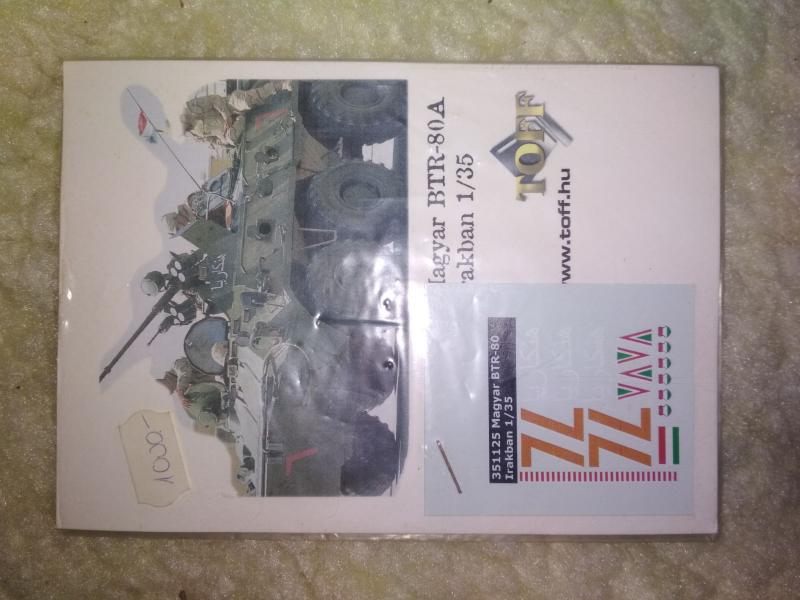 Magyar BTR-80A
Irakban 1/35
TOFF
www.toff.hu
351125 Magyar BTR-80
Irakban 1/35
1000-